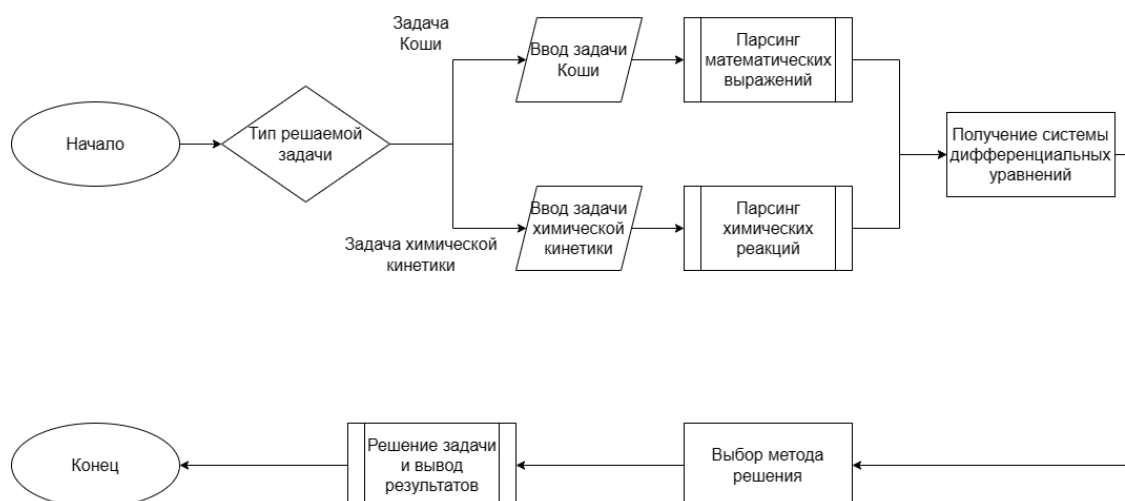 Начало
Тип решаемой
задачи
Задача
Коши
Ввод задачи
Коши
Парсинг
математических
выражений
Задача химической
кинетики
Ввод задачи
химической
кинетики
Парсинг
химических
реакций
Получение системы
дифференциальных
уравнений
Выбор метода
решения
Решение задачи
и вывод
результатов
Конец